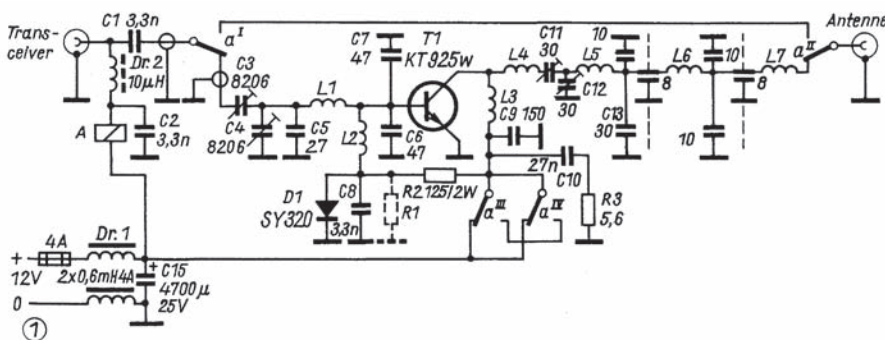 Trans-
ceiver
C1 3,3n
Dr.2
10μH
A
C2
3,3n
a I
C3
8206
C4
8206
L1
C5
27
L2
C7
47
C6
47
T1
KT925W
L4
C11
30
L5
C12
30
L3
C9 150
27n
C10
R3
5,6
10
8
L6
C13
30
10
10
8
L7
a II
Antenne
D1
SY320
C8
3,3n
R1
R2 125/2W
a III
a IV
+
12V
4A
Dr.1
2x0,6mH4A
+
C15
4700μ
25V
0
1